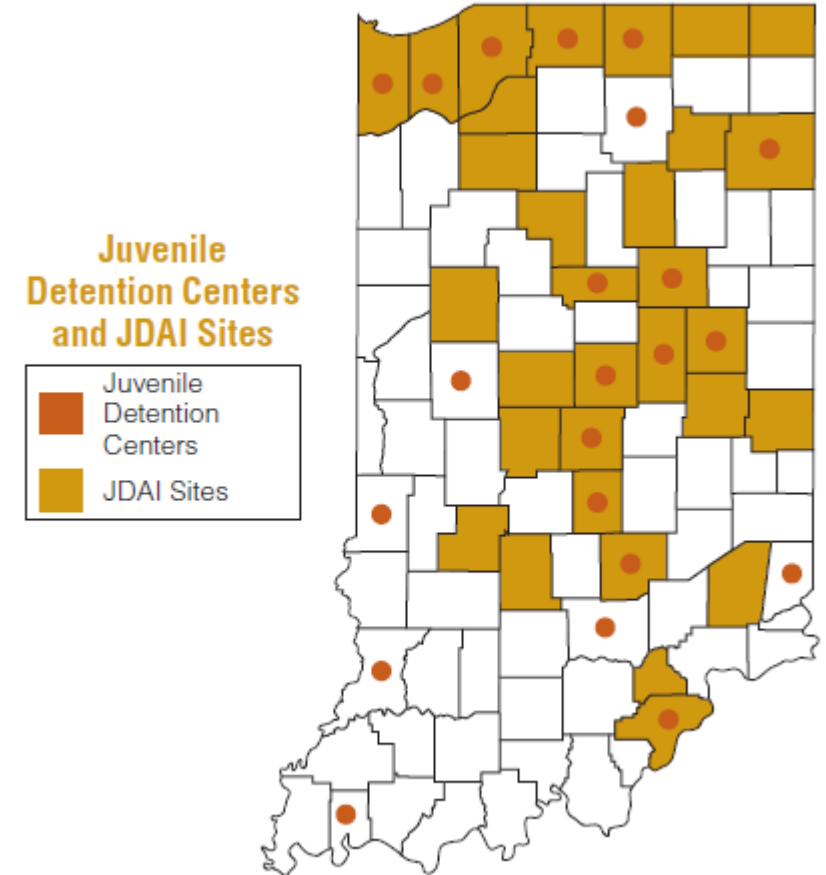 Juvenile
Detention Centers
and JDAI Sites
Juvenile
Detention
Centers
JDAI Sites